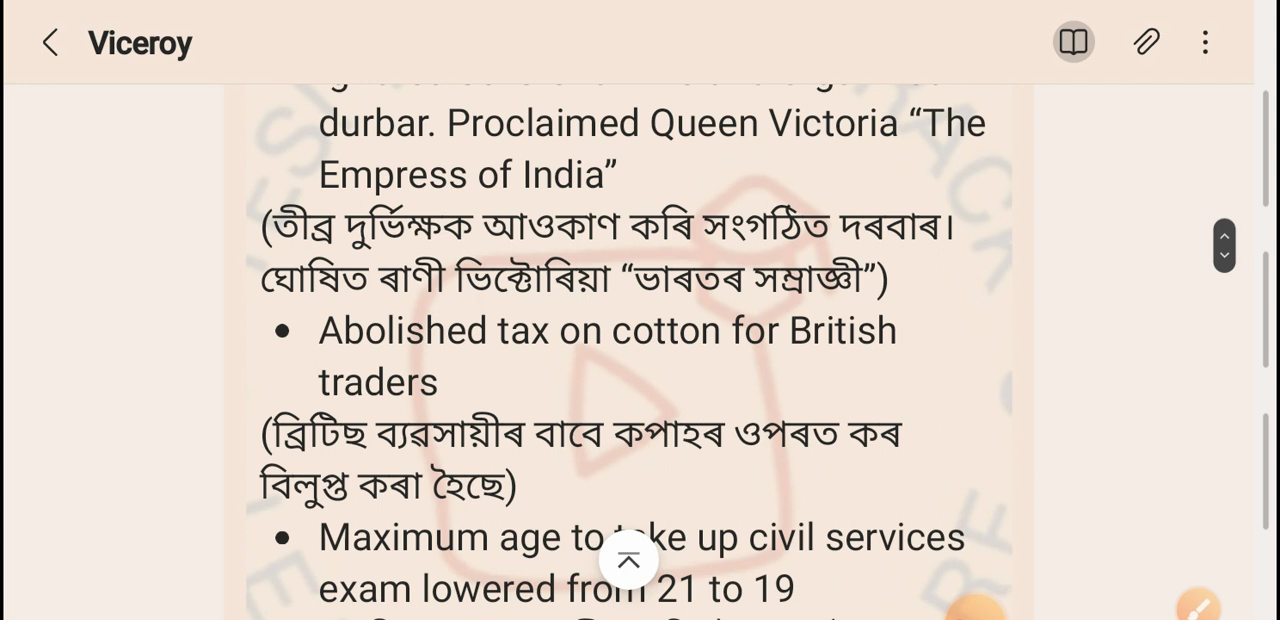 Viceroy
durbar. Proclaimed Queen Victoria “The
Empress of India”
(তীব্ৰ দুৰ্ভিক্ষক আওকাণ কৰি সংগঠিত দৰবাৰ।
ঘোষিত ৰাণী ভিক্টোৰিয়া “ভাৰতৰ সম্ৰাজ্ঞী”)
• Abolished tax on cotton for British
traders
(ব্ৰিটিছ ব্যৱসায়ীৰ বাবে কপাহৰ ওপৰত কৰ
বিলুপ্ত কৰা হৈছে)
• Maximum age to take up civil services
exam lowered from 21 to 19